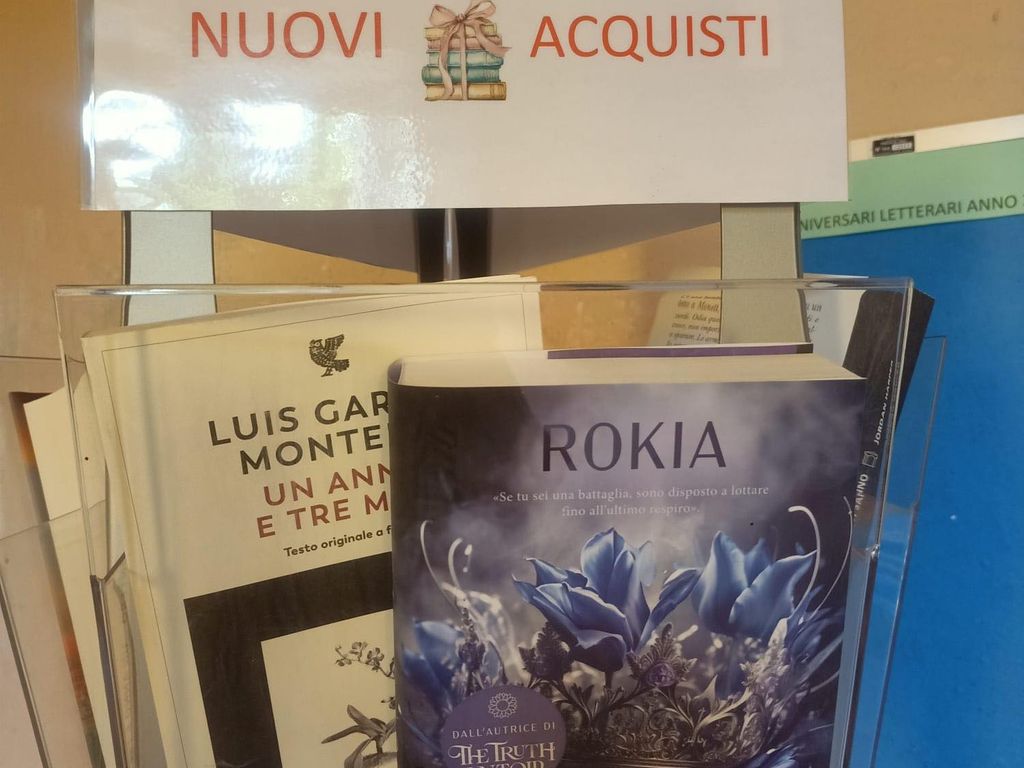 NUOVI ACQUISTI
NIVERSARI LETTERARI ANNO
LUIS GAR
MONTE
UN ANN
E TRE M
Testo originale a f
ROKIA
«Se tu sei una battaglia, sono disposto a lottare
fino all'ultimo respiro».
DALL'AUTRICE DI
THE TRUTH